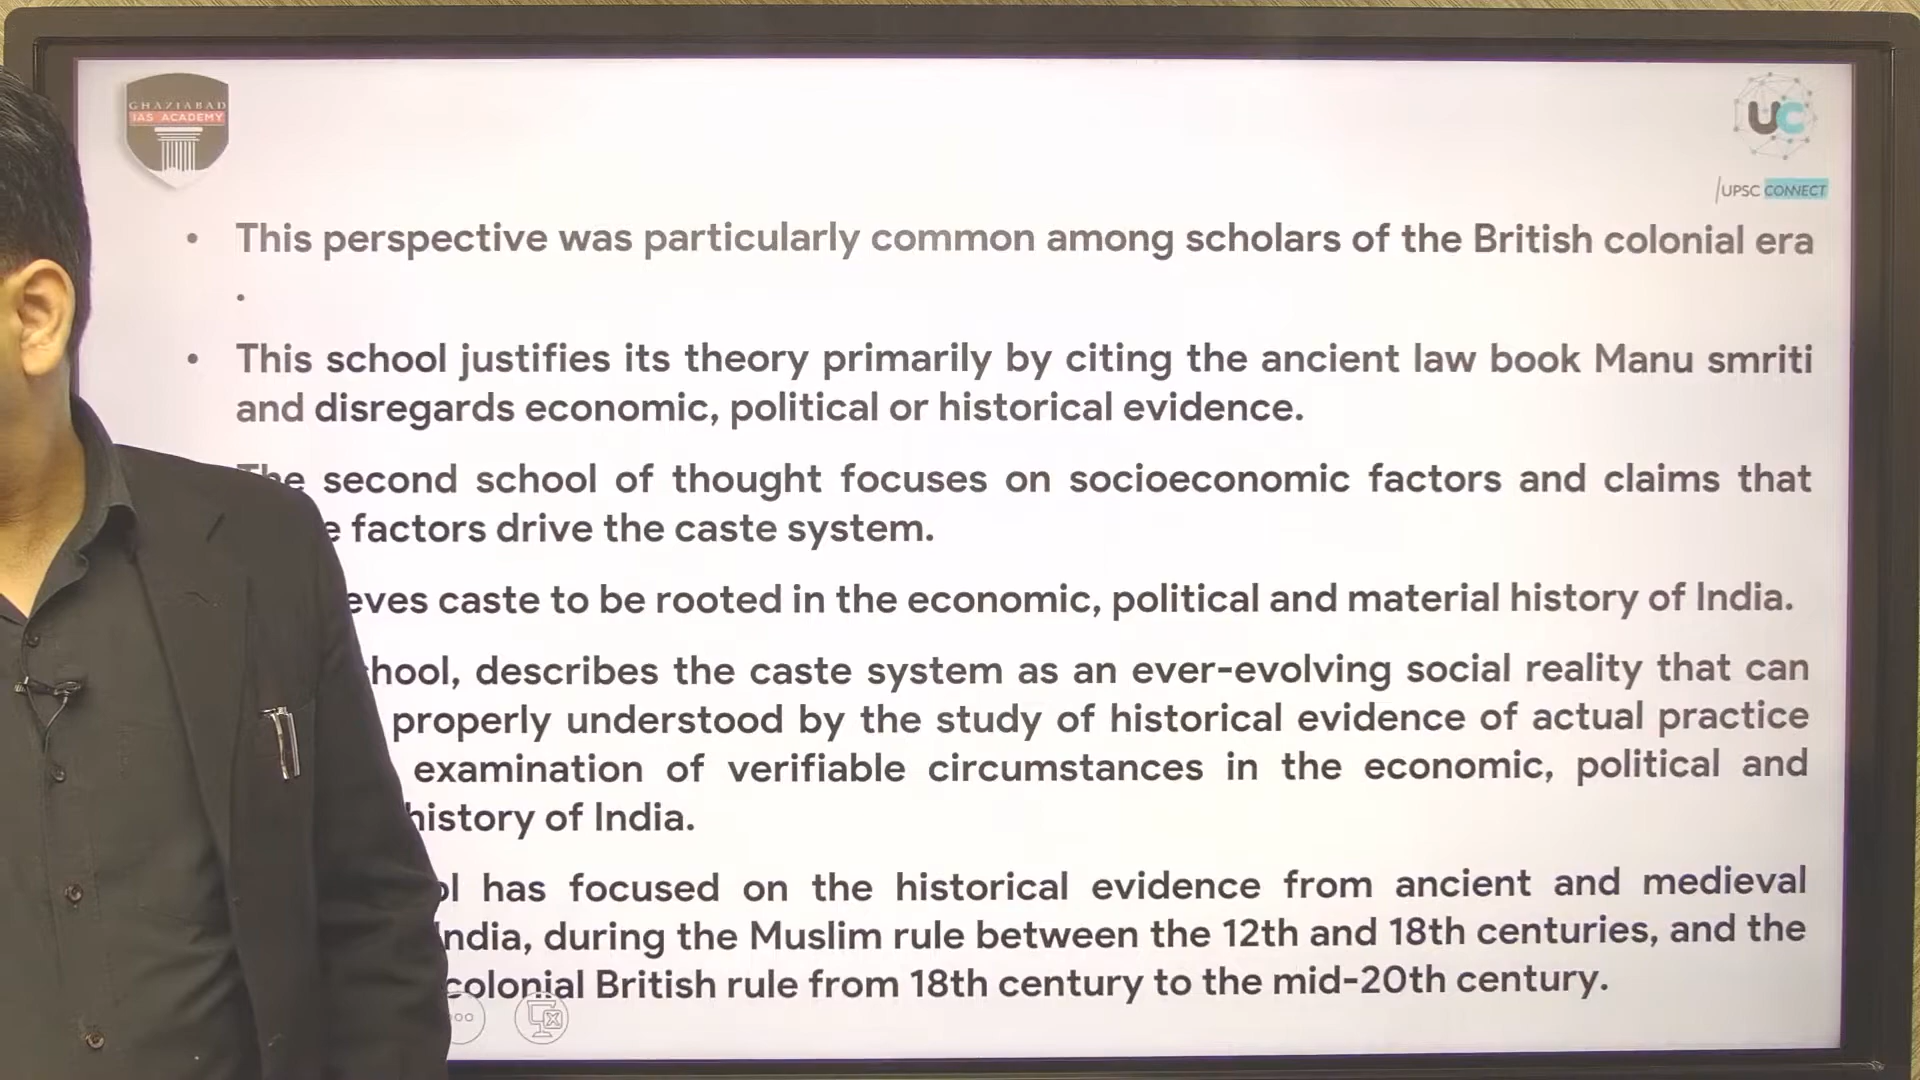 GHAZIABAD
IAS ACADEMY
UC
UPSC CONNECT
• This perspective was particularly common among scholars of the British colonial era
.
• This school justifies its theory primarily by citing the ancient law book Manu smriti
and disregards economic, political or historical evidence.
The second school of thought focuses on socioeconomic factors and claims that
factors drive the caste system.
caste to be rooted in the economic, political and material history of India.
describes the caste system as an ever-evolving social reality that can
properly understood by the study of historical evidence of actual practice
examination of verifiable circumstances in the economic, political and
history of India.
has focused on the historical evidence from ancient and medieval
India, during the Muslim rule between the 12th and 18th centuries, and the
colonial British rule from 18th century to the mid-20th century.